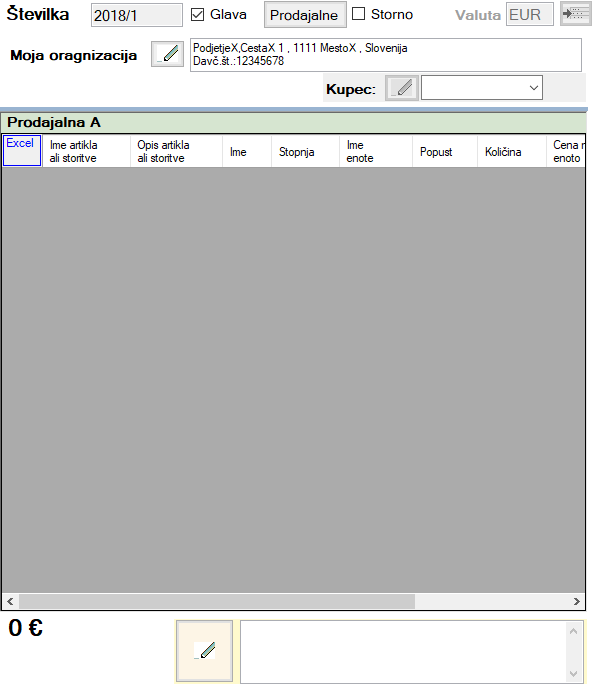 Številka 2018/1 Glava Prodajalne Storno Valuta EUR
Moja oragnizacija
PodjetjeX,CestaX 1 , 1111 MestoX , Slovenija
Davč.št.:12345678
Kupec:
Prodajalna A
Excel
Ime artikla
ali storitve
Opis artikla
ali storitve
Ime
Stopnja
Ime
enote
Popust
Količina
Cena n
enoto
0 €